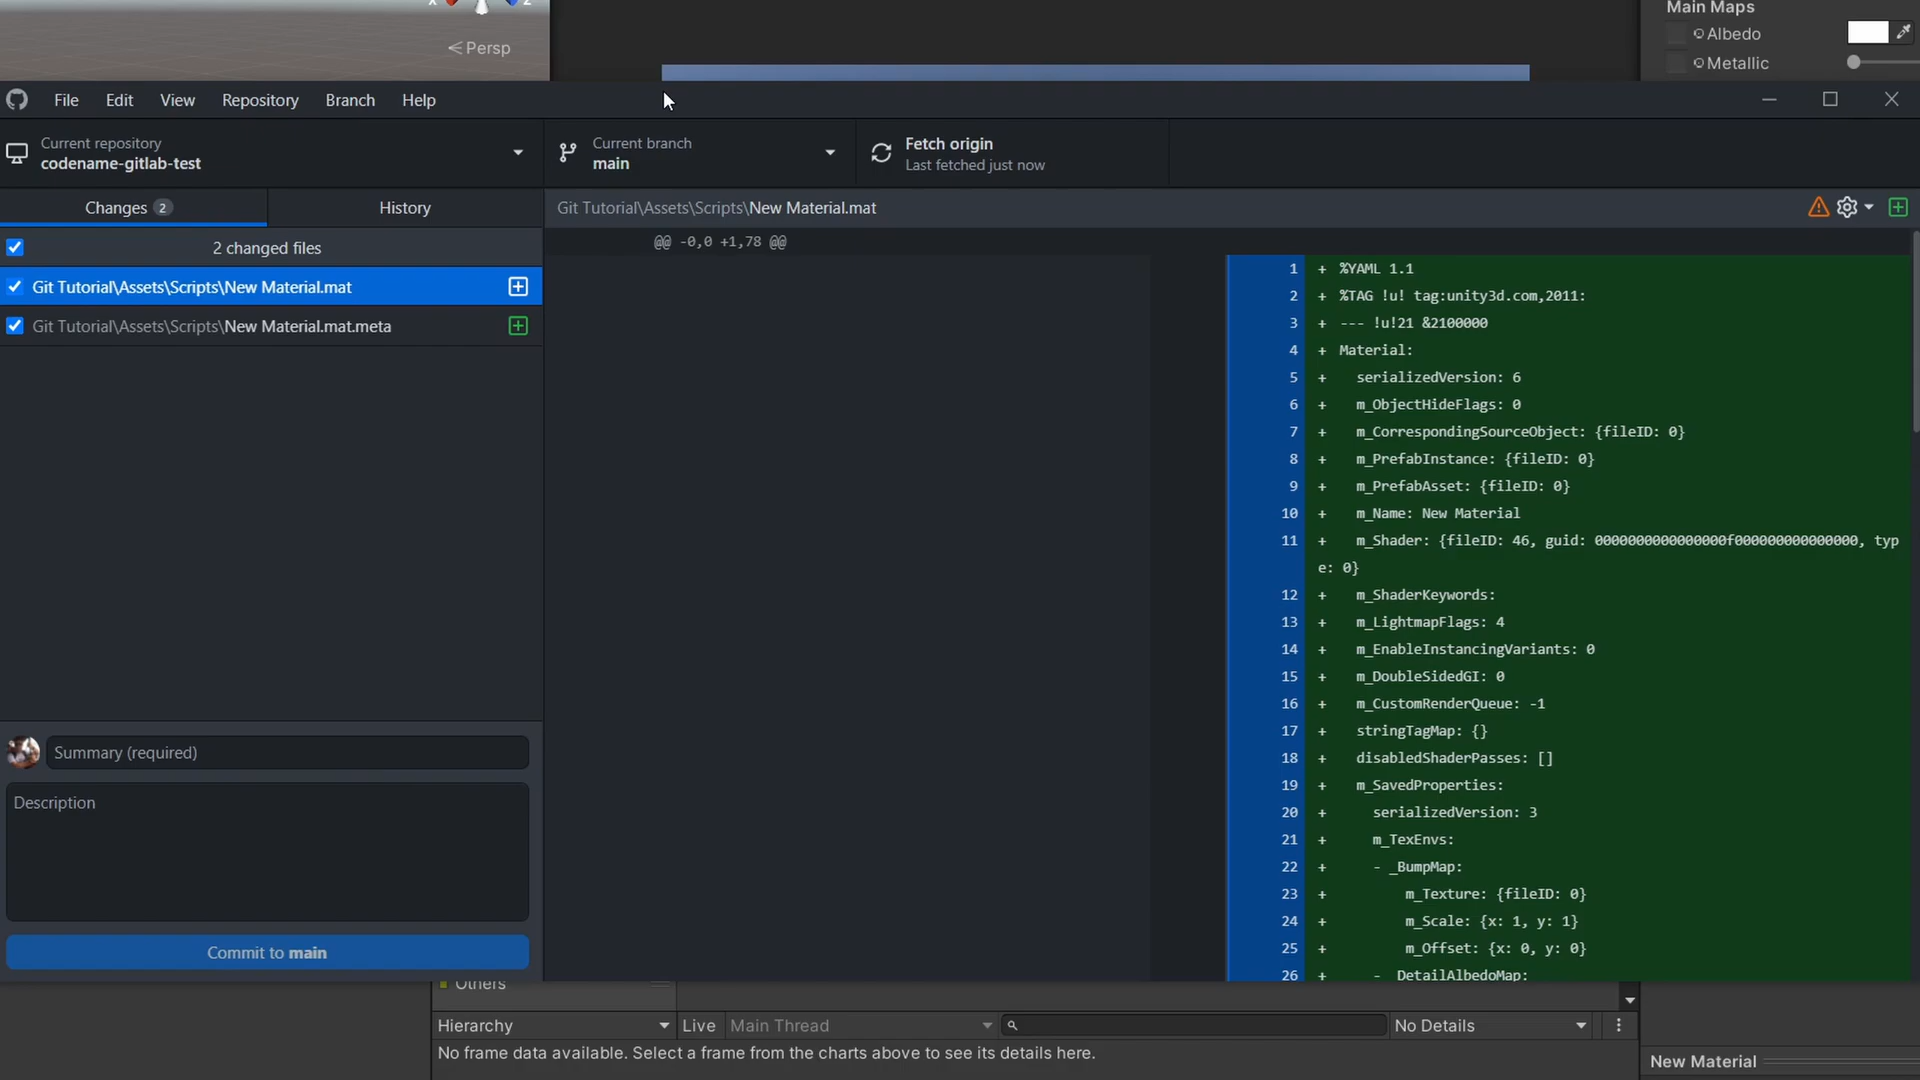 x z
Persp
Main Maps
Albedo
Metallic
File Edit View Repository Branch Help
Current repository
codename-gitlab-test
Current branch
main
Fetch origin
Last fetched just now
Changes 2
History
Git Tutorial\Assets\Scripts\New Material.mat
2 changed files
@@ -0,0 +1,78 @@
Git Tutorial\Assets\Scripts\New Material.mat
Git Tutorial\Assets\Scripts\New Material.mat.meta
1 + %YAML 1.1
2 + %TAG !u! tag:unity3d.com,2011:
3 + --- !u!21 &2100000
4 + Material:
5 + serializedVersion: 6
6 + m_ObjectHideFlags: 0
7 + m_CorrespondingSourceObject: {fileID: 0}
8 + m_PrefabInstance: {fileID: 0}
9 + m_PrefabAsset: {fileID: 0}
10 + m_Name: New Material
11 + m_Shader: {fileID: 46, guid: 0000000000000000f000000000000000, typ
e: 0}
12 + m_ShaderKeywords:
13 + m_LightmapFlags: 4
14 + m_EnableInstancingVariants: 0
15 + m_DoubleSidedGI: 0
16 + m_CustomRenderQueue: -1
17 + stringTagMap: {}
18 + disabledShaderPasses: []
19 + m_SavedProperties:
20 + serializedVersion: 3
21 + m_TexEnvs:
22 + - _BumpMap:
23 + m_Texture: {fileID: 0}
24 + m_Scale: {x: 1, y: 1}
25 + m_Offset: {x: 0, y: 0}
26 + - _DetailAlbedoMap:
Summary (required)
Description
Commit to main
Others
Hierarchy
Live
Main Thread
No Details
No frame data available. Select a frame from the charts above to see its details here.
New Material